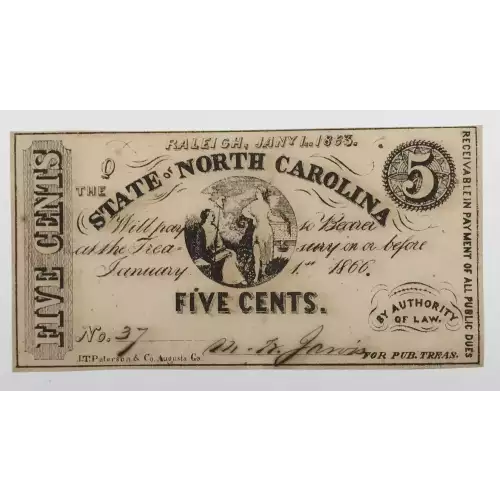 RALEIGH, JANY 1, 1863.
FIVE CENTS
THE
STATE of NORTH CAROLINA
5
Will pay to Bearer
at the Treasury on or before
January 1st 1866.
FIVE CENTS.
BY AUTHORITY
OF LAW.
RECEIVABLE IN PAYMENT OF ALL PUBLIC DUES
No. 37
J.T. Paterson & Co. Augusta Ga.
Jarvis
FOR PUB. TREAS.